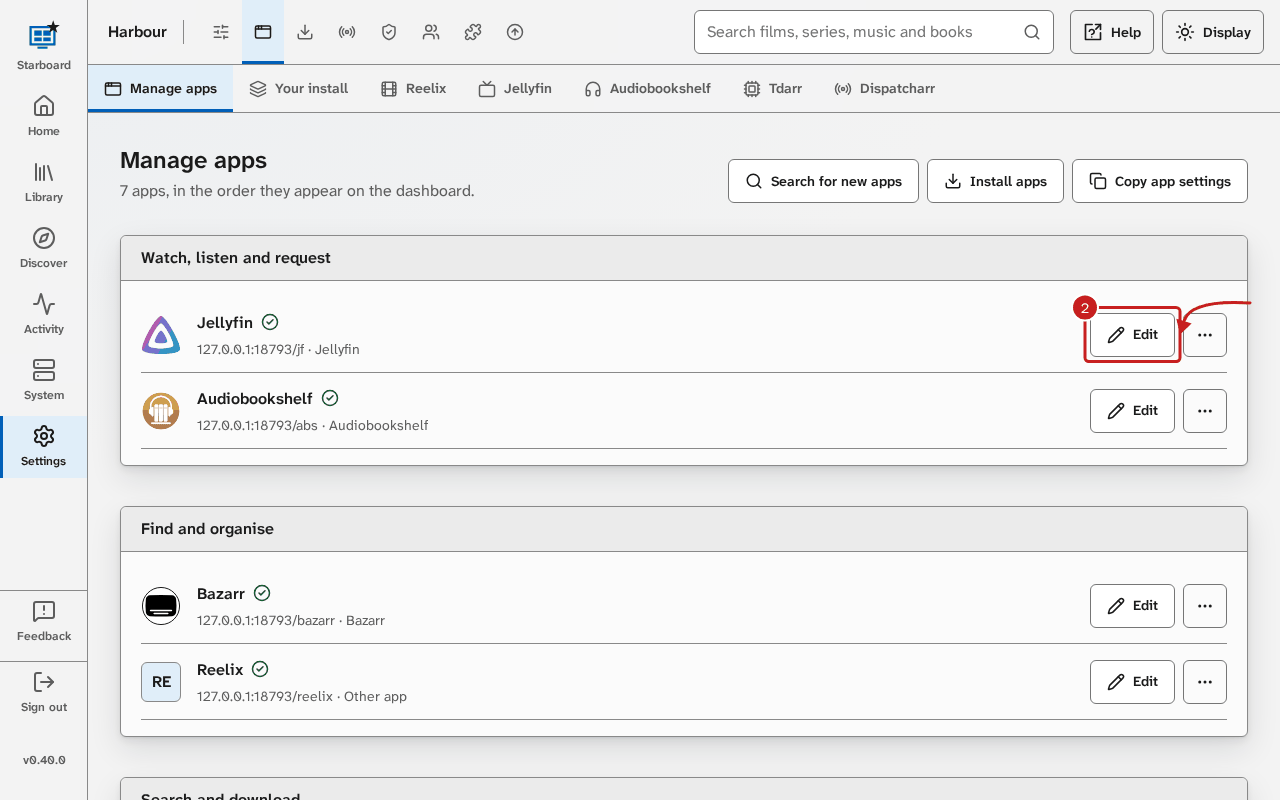 Starboard
Home
Library
Discover
Activity
System
Settings
Feedback
Sign out
v0.40.0
Harbour
Search films, series, music and books
Help
Display
Manage apps
Your install
Reelix
Jellyfin
Audiobookshelf
Tdarr
Dispatcharr
Manage apps
7 apps, in the order they appear on the dashboard.
Search for new apps
Install apps
Copy app settings
Watch, listen and request
Jellyfin
127.0.0.1:18793/jf · Jellyfin
2
Edit
Audiobookshelf
127.0.0.1:18793/abs · Audiobookshelf
Edit
Find and organise
Bazarr
127.0.0.1:18793/bazarr · Bazarr
Edit
RE
Reelix
127.0.0.1:18793/reelix · Other app
Edit
Search and download